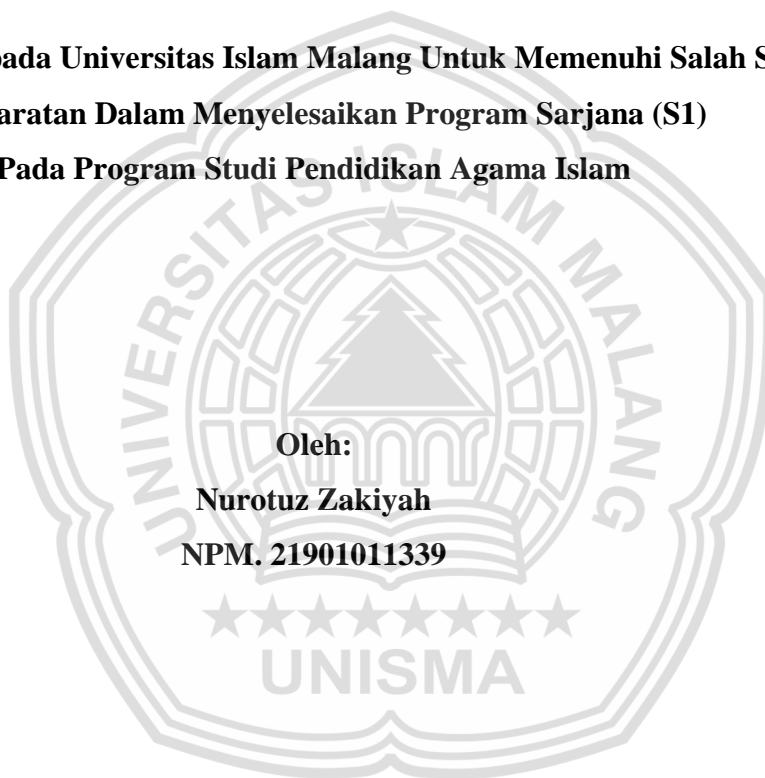 pada Universitas Islam Malang Untuk Memenuhi Salah S
aratan Dalam Menyelesaikan Program Sarjana (S1)
Pada Program Studi Pendidikan Agama Islam
UNIVERSITAS ISLAM MALANG
Oleh:
Nurotuz Zakiyah
NPM. 21901011339
UNISMA